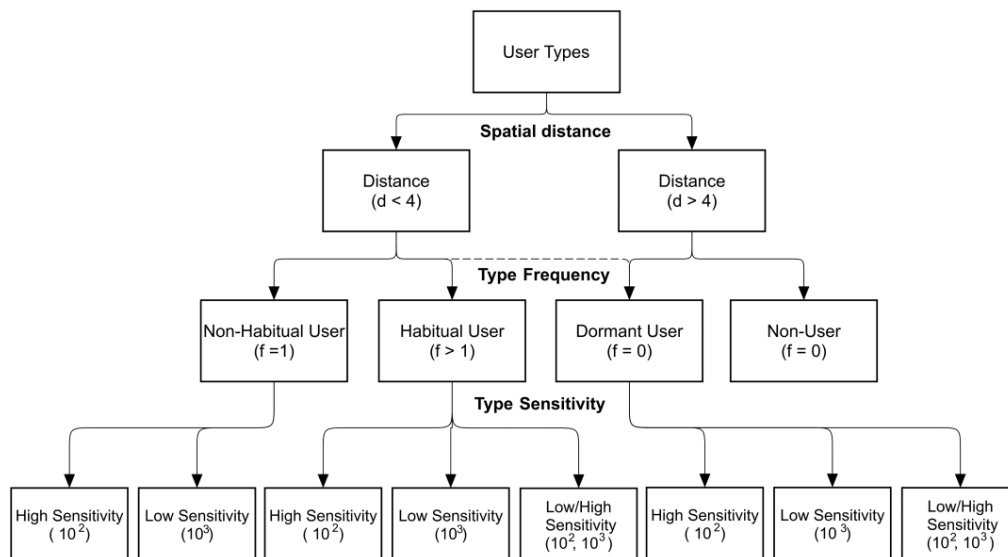 User Types
Spatial distance
Distance
(d < 4)
Distance
(d > 4)
Type Frequency
Non-Habitual User
(f =1)
Habitual User
(f > 1)
Dormant User
(f = 0)
Non-User
(f = 0)
Type Sensitivity
High Sensitivity
( 10²)
Low Sensitivity
(10³)
High Sensitivity
( 10²)
Low Sensitivity
(10³)
Low/High
Sensitivity
(10², 10³)
High Sensitivity
(10²)
Low Sensitivity
(10³)
Low/High
Sensitivity
(10², 10³)